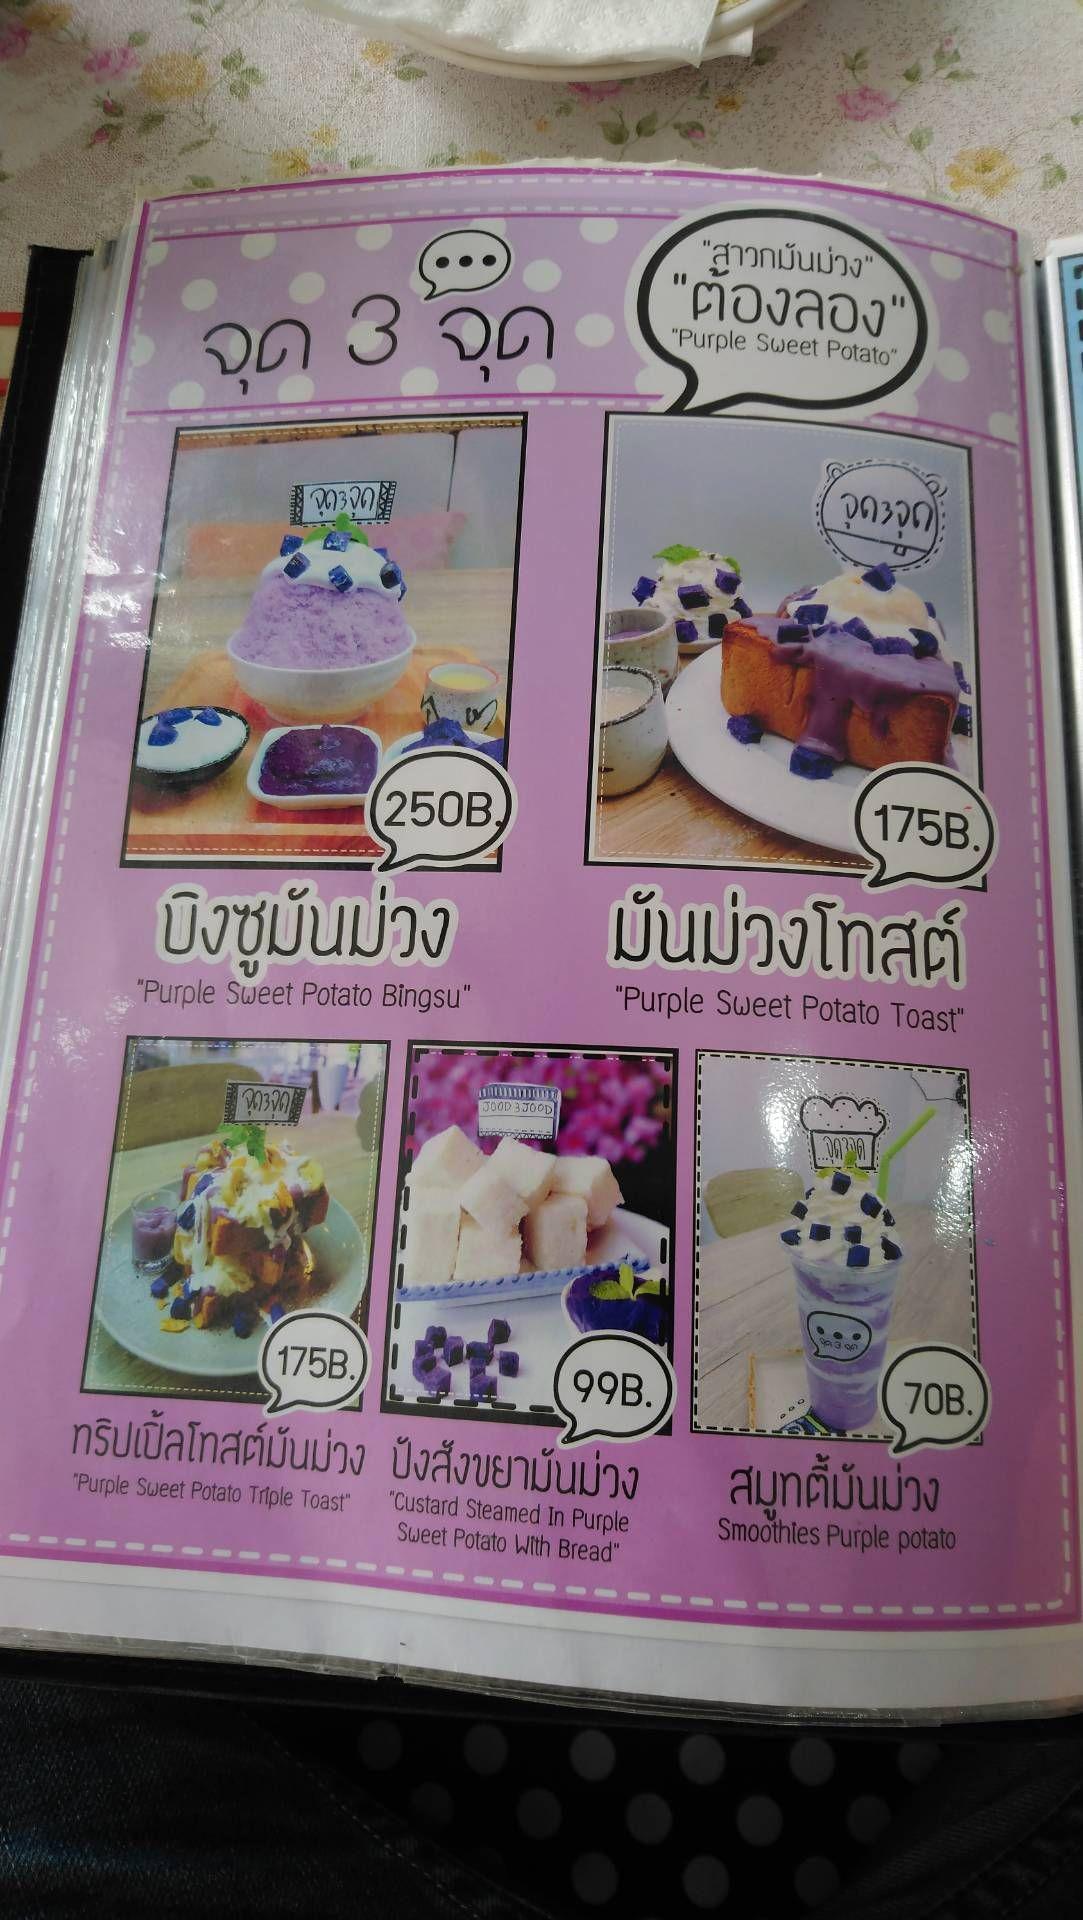 จุด 3 จุด
"สาวกมันม่วง"
"ต้องลอง"
"Purple Sweet Potato"
จุด3จุด
จุด3จุด
250B.
175B.
บิงซูมันม่วง
"Purple Sweet Potato Bingsu"
มันม่วงโทสต์
"Purple Sweet Potato Toast"
จุด3จุด
JOOD3JOOD
จุด3จุด
จุด 3 จุด
175B.
99B.
70B.
ทริปเปิ้ลโทสต์มันม่วง
"Purple Sweet Potato Triple Toast"
ปังสังขยามันม่วง
"Custard Steamed In Purple
Sweet Potato With Bread"
สมูทตี้มันม่วง
Smoothies Purple potato